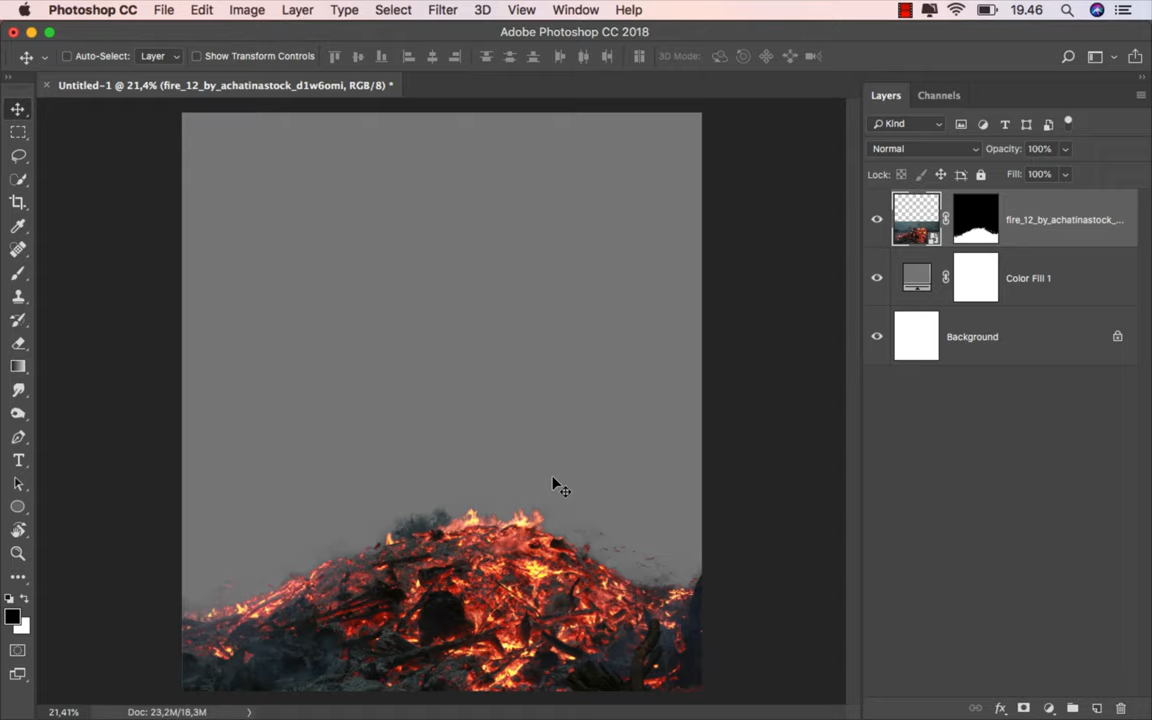 Photoshop CC File Edit Image Layer Type Select Filter 3D View Window Help 19.46
Adobe Photoshop CC 2018
Auto-Select: Layer Show Transform Controls 3D Mode:
Untitled-1 @ 21,4% (fire_12_by_achatinastock_d1w6omi, RGB/8) *
Layers Channels
Kind
Normal Opacity: 100%
Lock: Fill: 100%
fire_12_by_achatinastock_...
Color Fill 1
Background
21,41% Doc: 23,2M/18,3M